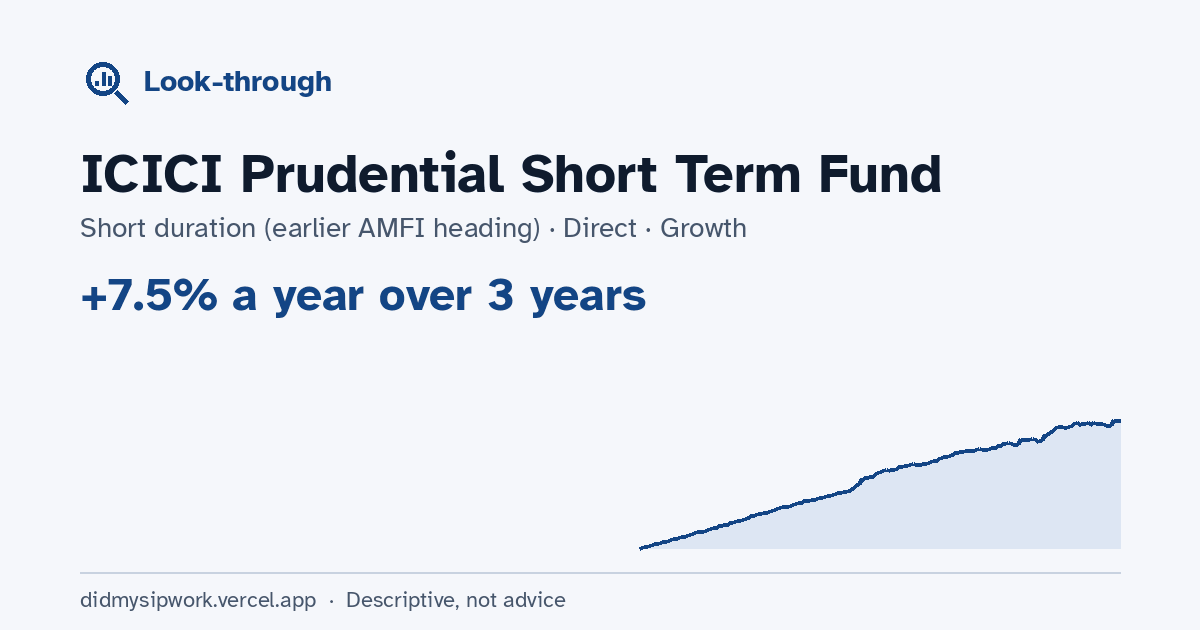 Look-through
ICICI Prudential Short Term Fund
Short duration (earlier AMFI heading) · Direct · Growth
+7.5% a year over 3 years
didmysipwork.vercel.app · Descriptive, not advice